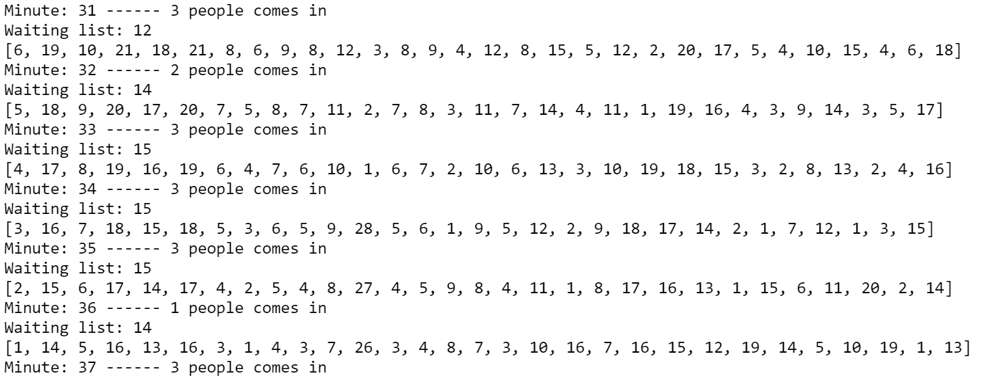 Minute: 31 ------ 3 people comes in
Waiting list: 12
[6, 19, 10, 21, 18, 21, 8, 6, 9, 8, 12, 3, 8, 9, 4, 12, 8, 15, 5, 12, 2, 20, 17, 5, 4, 10, 15, 4, 6, 18]
Minute: 32 ------ 2 people comes in
Waiting list: 14
[5, 18, 9, 20, 17, 20, 7, 5, 8, 7, 11, 2, 7, 8, 3, 11, 7, 14, 4, 11, 1, 19, 16, 4, 3, 9, 14, 3, 5, 17]
Minute: 33 ------ 3 people comes in
Waiting list: 15
[4, 17, 8, 19, 16, 19, 6, 4, 7, 6, 10, 1, 6, 7, 2, 10, 6, 13, 3, 10, 19, 18, 15, 3, 2, 8, 13, 2, 4, 16]
Minute: 34 ------ 3 people comes in
Waiting list: 15
[3, 16, 7, 18, 15, 18, 5, 3, 6, 5, 9, 28, 5, 6, 1, 9, 5, 12, 2, 9, 18, 17, 14, 2, 1, 7, 12, 1, 3, 15]
Minute: 35 ------ 3 people comes in
Waiting list: 15
[2, 15, 6, 17, 14, 17, 4, 2, 5, 4, 8, 27, 4, 5, 9, 8, 4, 11, 1, 8, 17, 16, 13, 1, 15, 6, 11, 20, 2, 14]
Minute: 36 ------ 1 people comes in
Waiting list: 14
[1, 14, 5, 16, 13, 16, 3, 1, 4, 3, 7, 26, 3, 4, 8, 7, 3, 10, 16, 7, 16, 15, 12, 19, 14, 5, 10, 19, 1, 13]
Minute: 37 ------ 3 people comes in